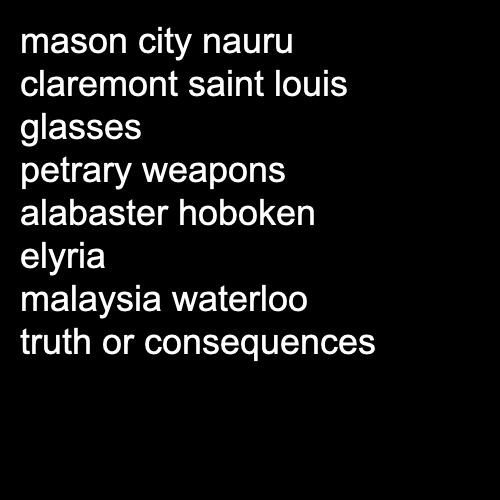 mason city nauru
claremont saint louis
glasses
petrary weapons
alabaster hoboken
elyria
malaysia waterloo
truth or consequences